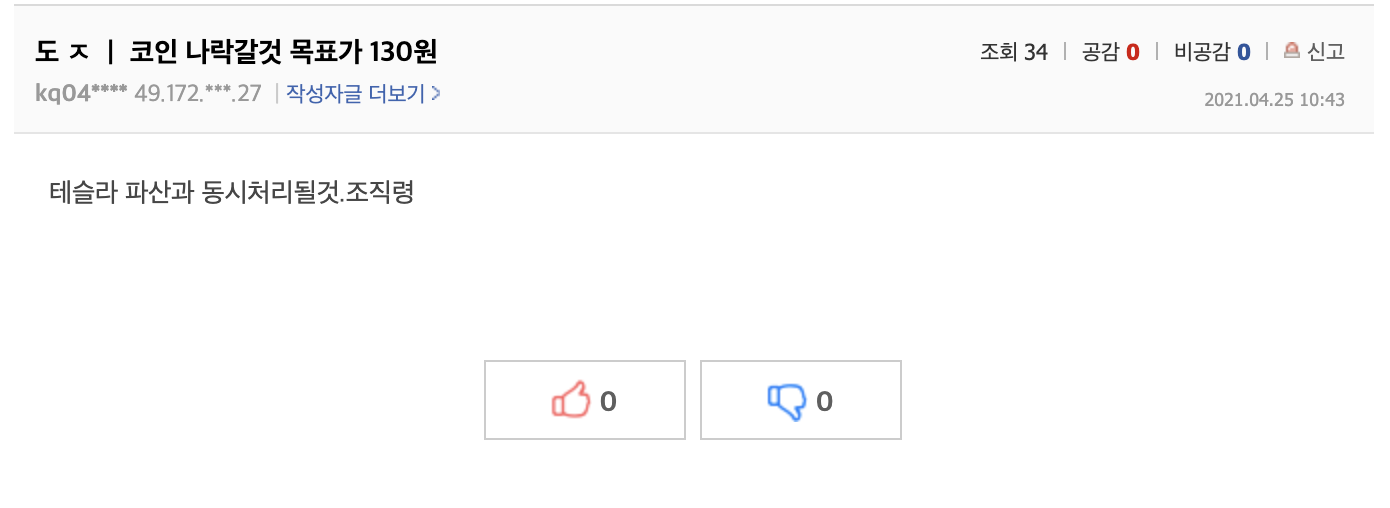 도 ㅈ ㅣ 코인 나락갈것 목표가 130원
조회 34 | 공감 0 | 비공감 0 | 신고
kq04**** 49.172.***.27 | 작성자글 더보기 >
2021.04.25 10:43
테슬라 파산과 동시처리될것.조직령
0 0